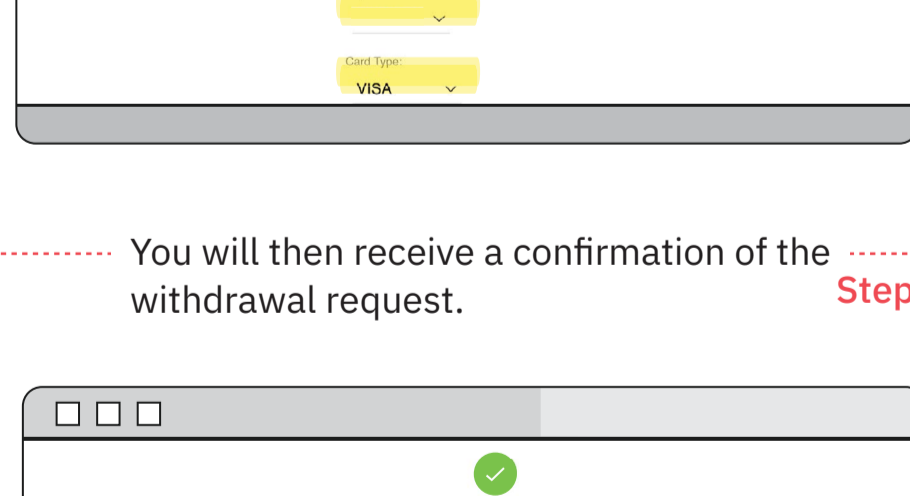 Card Type:
VISA
You will then receive a confirmation of the
withdrawal request.
Step